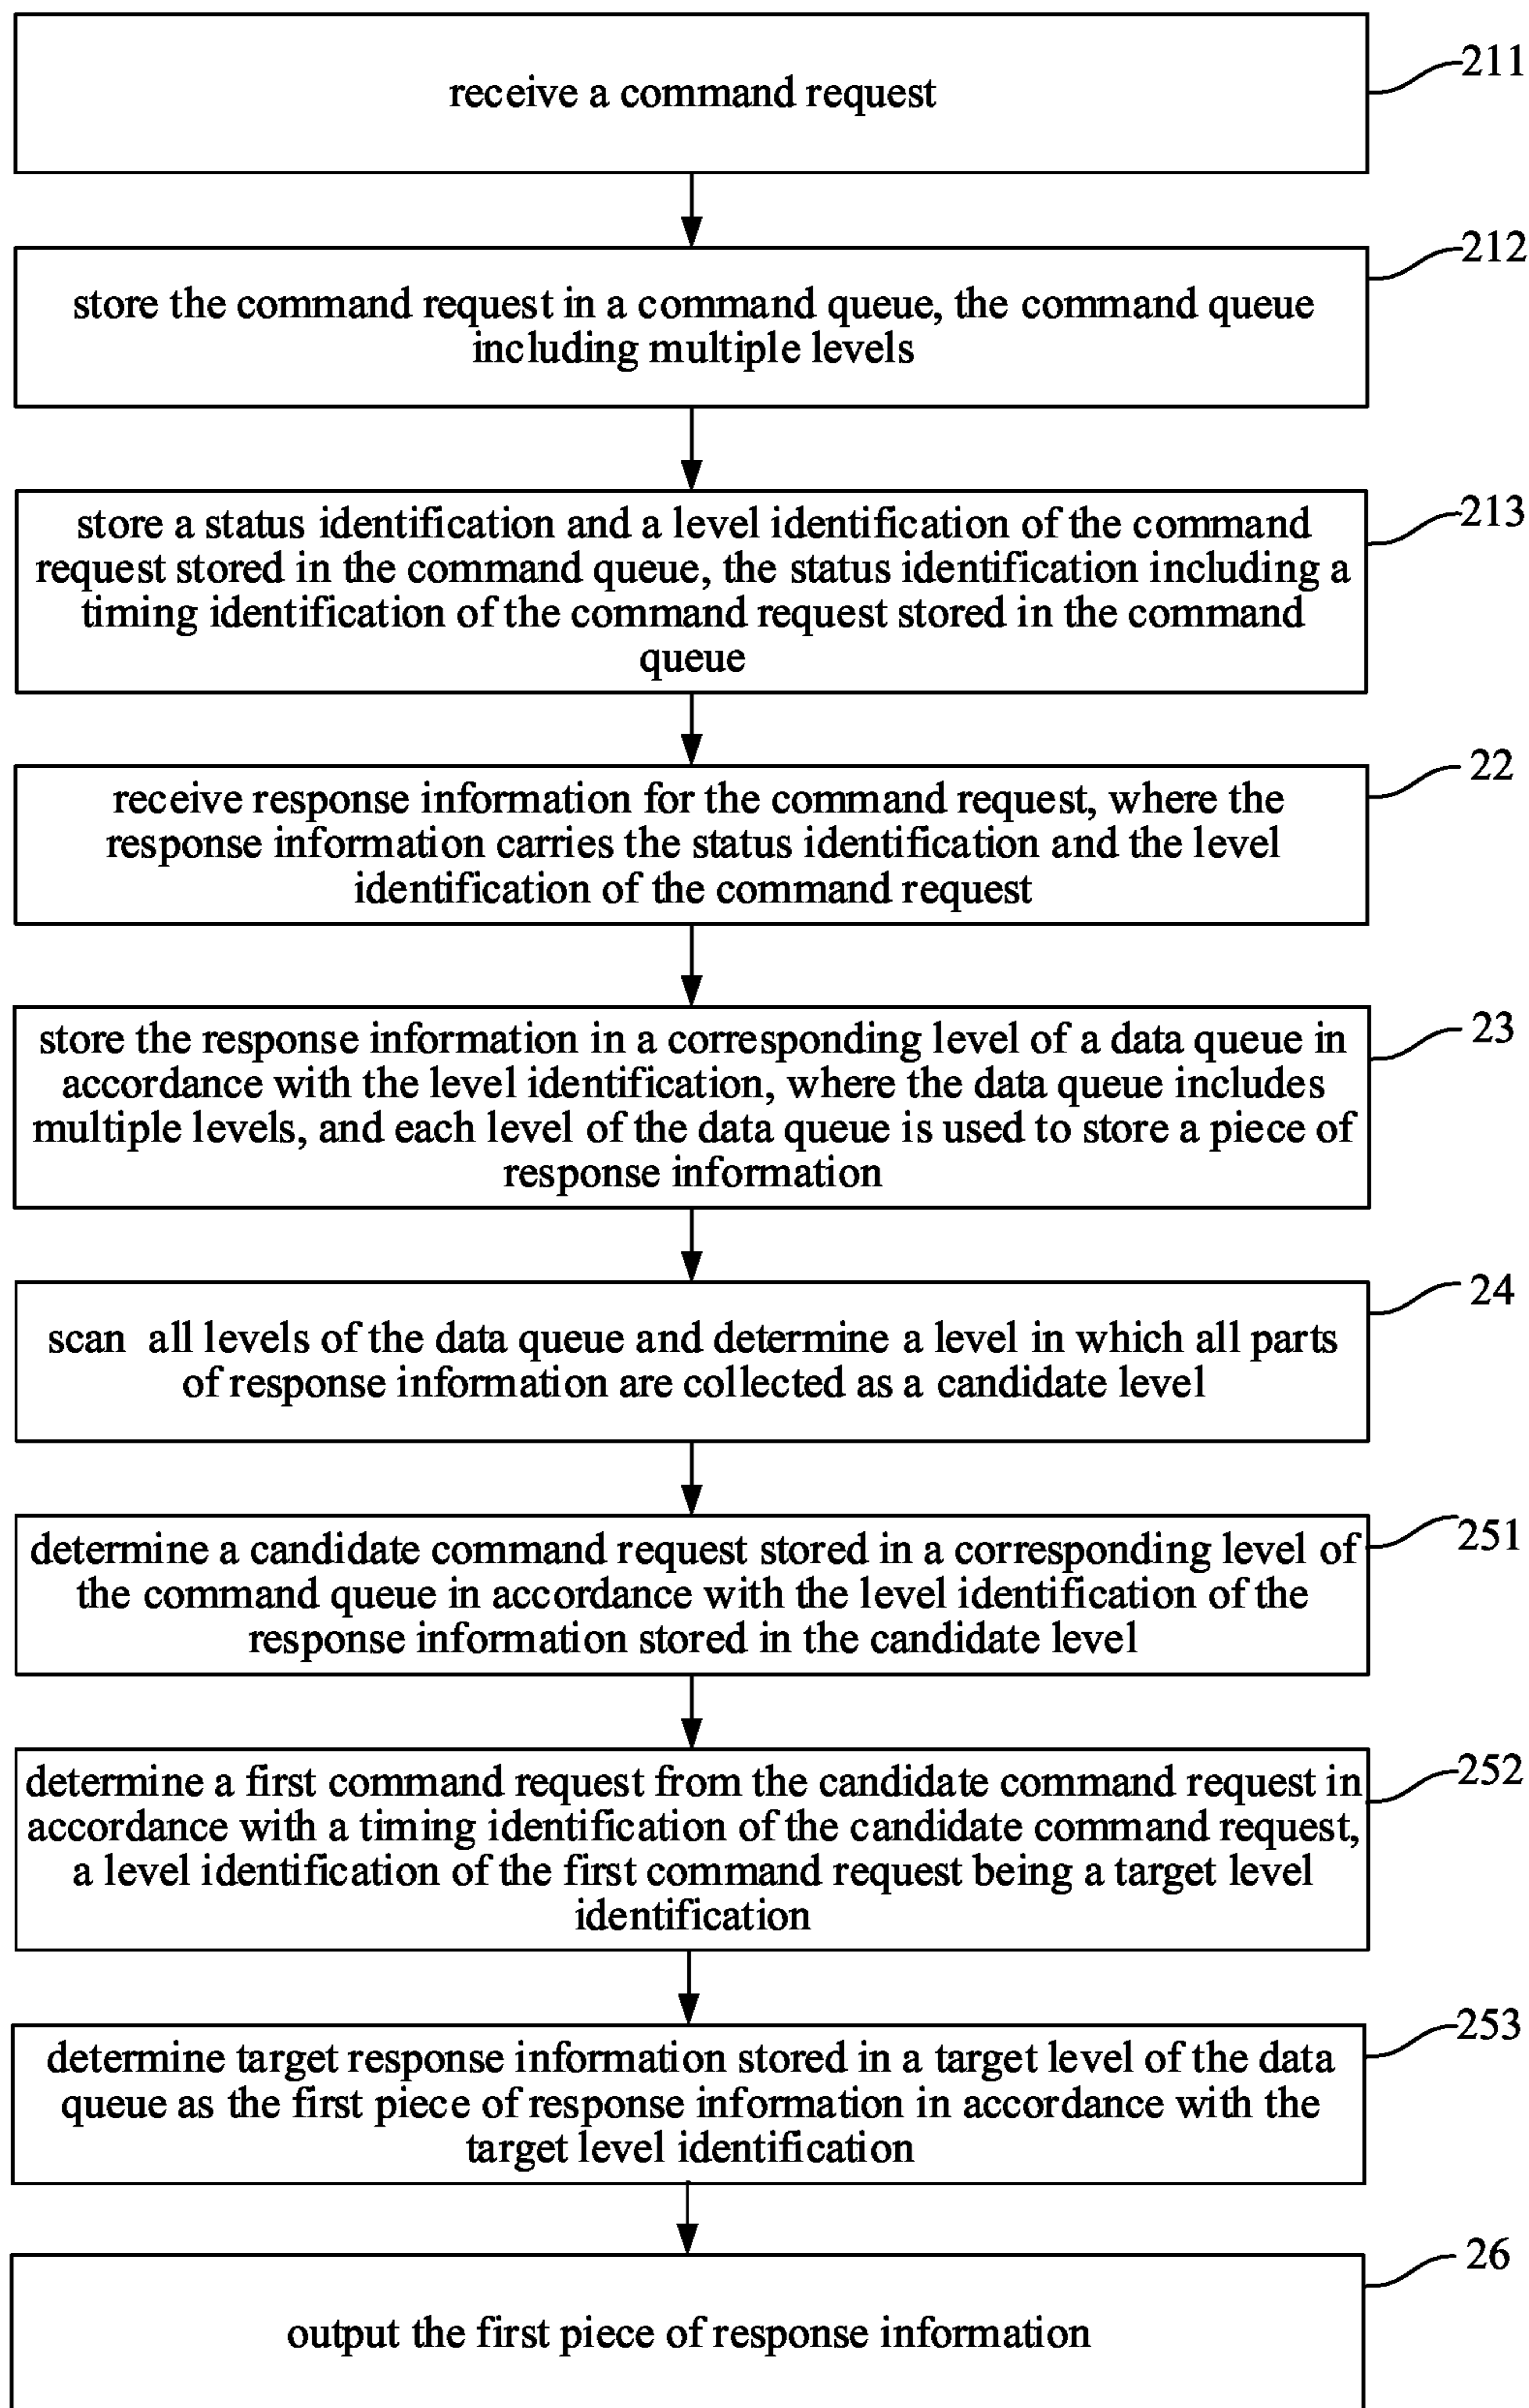 receive a command request
211
store the command request in a command queue, the command queue
including multiple levels
212
store a status identification and a level identification of the command
request stored in the command queue, the status identification including a
timing identification of the command request stored in the command
queue
213
receive response information for the command request, where the
response information carries the status identification and the level
identification of the command request
22
store the response information in a corresponding level of a data queue in
accordance with the level identification, where the data queue includes
multiple levels, and each level of the data queue is used to store a piece of
response information
23
scan all levels of the data queue and determine a level in which all parts
of response information are collected as a candidate level
24
determine a candidate command request stored in a corresponding level of
the command queue in accordance with the level identification of the
response information stored in the candidate level
251
determine a first command request from the candidate command request in
accordance with a timing identification of the candidate command request,
a level identification of the first command request being a target level
identification
252
determine target response information stored in a target level of the data
queue as the first piece of response information in accordance with the
target level identification
253
output the first piece of response information
26